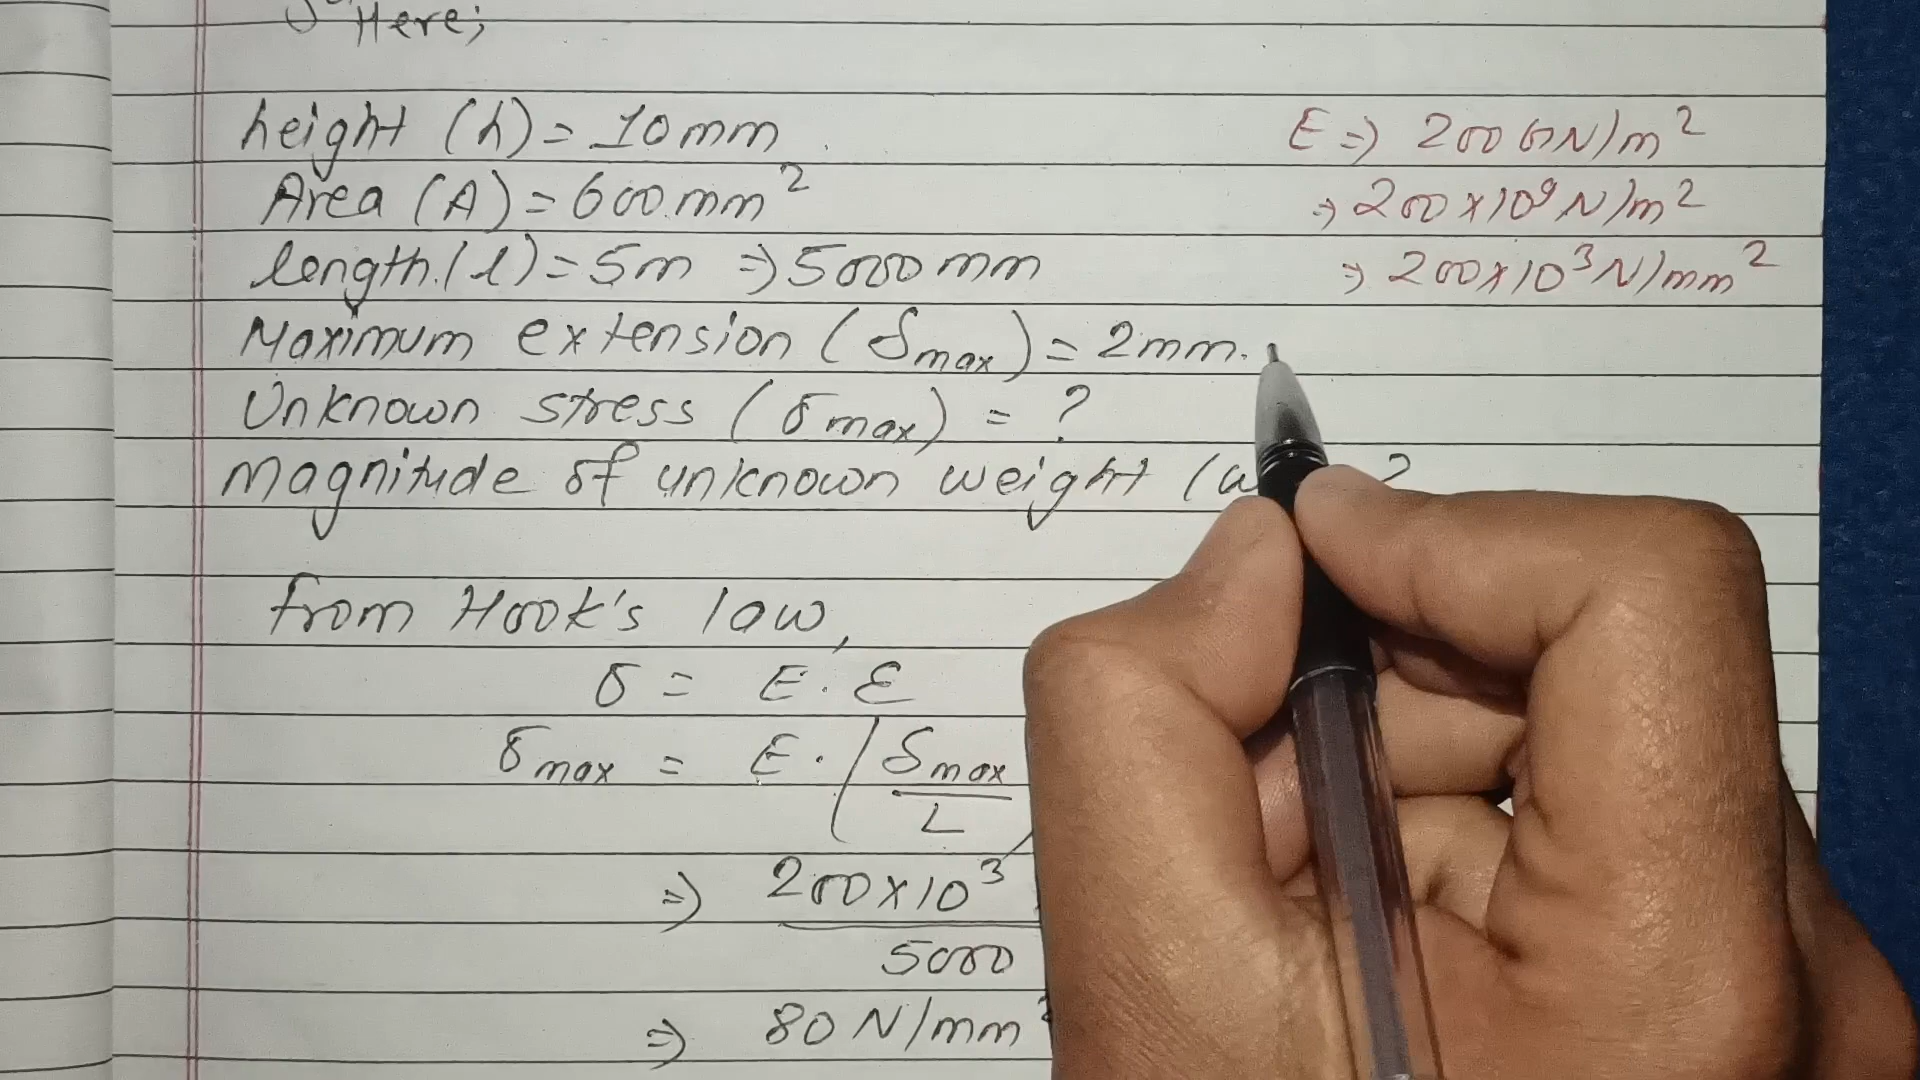 Here;
height (h) = 10mm
E => 200 GN/m²
Area (A) = 600 mm²
=> 200×10⁹ N/m²
length (l) = 5m => 5000 mm
=> 200×10³ N/mm²
Maximum extension (δmax) = 2mm.
Unknown stress (σmax) = ?
Magnitude of unknown weight (w ?
from Hook's law,
σ = E.ε
σmax = E.(δmax/L)
=> 200×10³
5000
=> 80 N/mm²